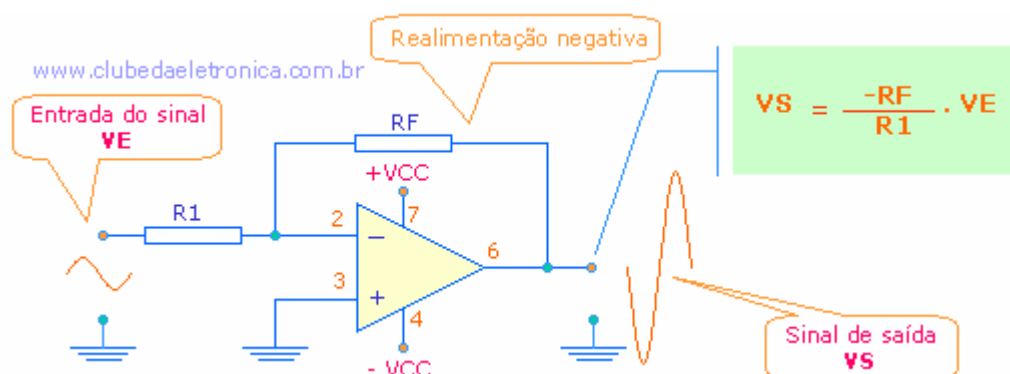 Realimentação negativa
www.clubedaeletronica.com.br
Entrada do sinal
VE
VS = -RF / R1 . VE
RF
+VCC
R1
2
7
6
3
4
- VCC
−
+
Sinal de saída
VS